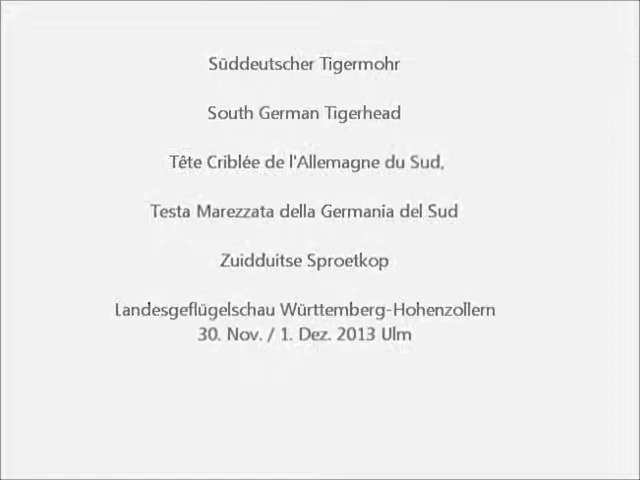 Süddeutscher Tigermohr
South German Tigerhead
Tête Criblée de l'Allemagne du Sud,
Testa Marezzata della Germania del Sud
Zuidduitse Sproetkop
Landesgeflügelschau Württemberg-Hohenzollern
30. Nov. / 1. Dez. 2013 Ulm